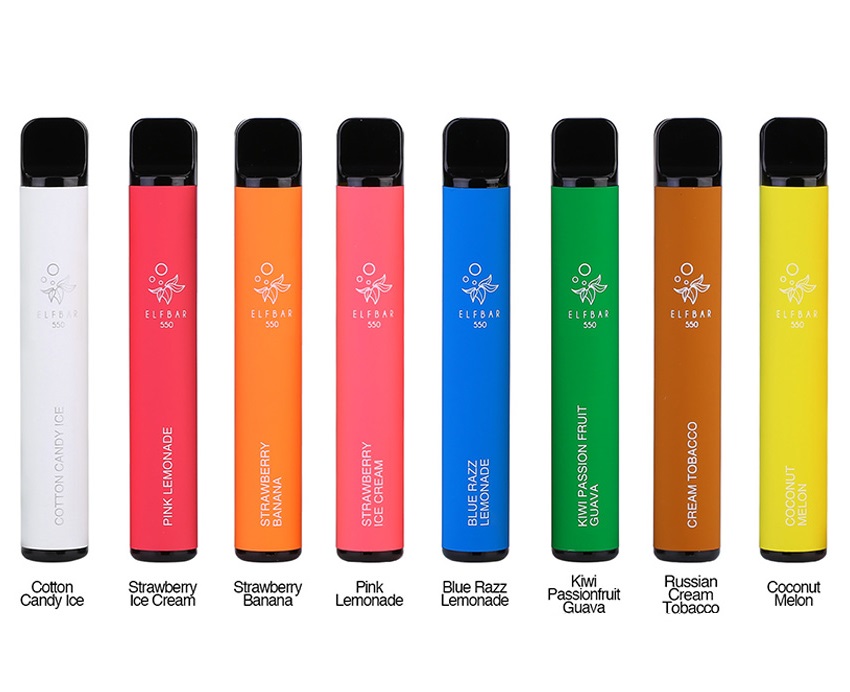 ELFBAR
550
COTTON CANDY ICE
ELFBAR
550
PINK LEMONADE
ELFBAR
550
STRAWBERRY
BANANA
ELFBAR
550
STRAWBERRY
ICE CREAM
ELFBAR
550
BLUE RAZZ
LEMONADE
ELFBAR
550
KIWI PASSION FRUIT
GUAVA
ELFBAR
550
CREAM TOBACCO
ELFBAR
550
COCONUT
MELON
Cotton
Candy Ice
Strawberry
Ice Cream
Strawberry
Banana
Pink
Lemonade
Blue Razz
Lemonade
Kiwi
Passionfruit
Guava
Russian
Cream
Tobacco
Coconut
Melon